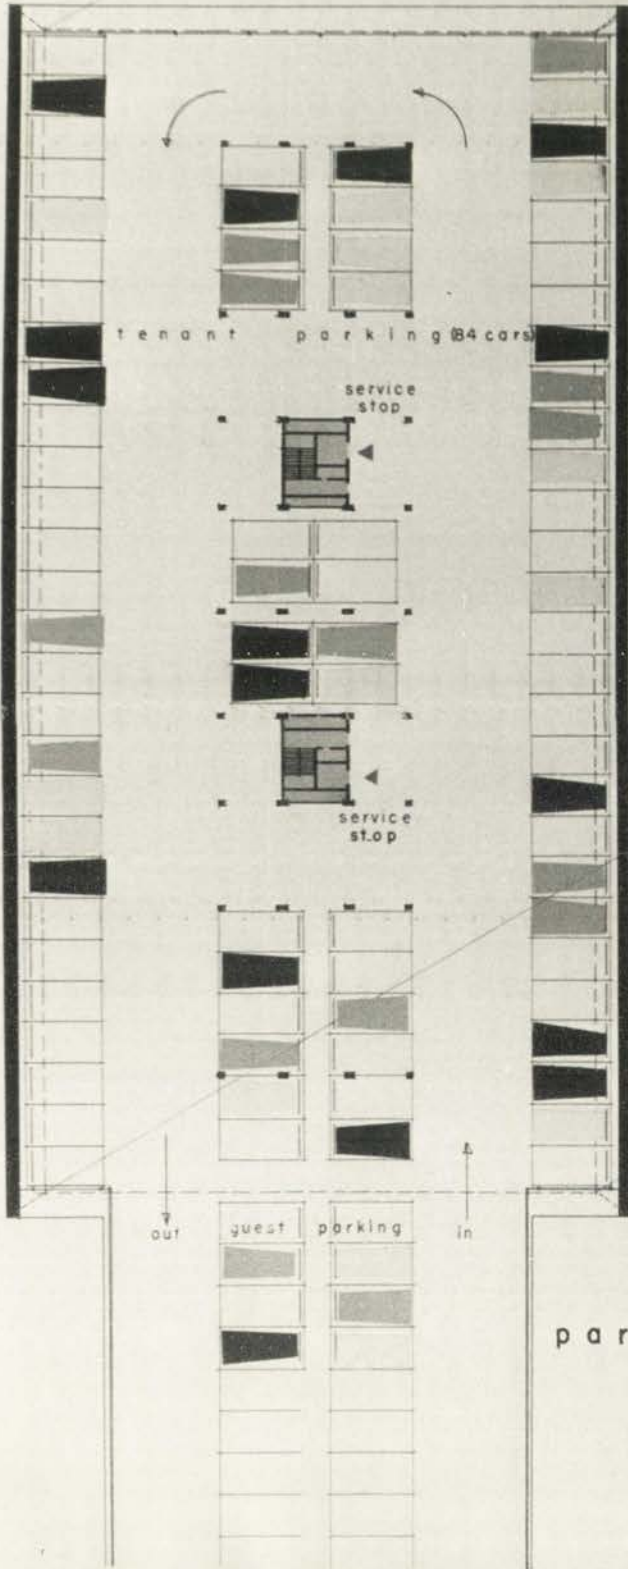 tenant parking (84 cars)
service
stop
service
stop
out guest parking in
par